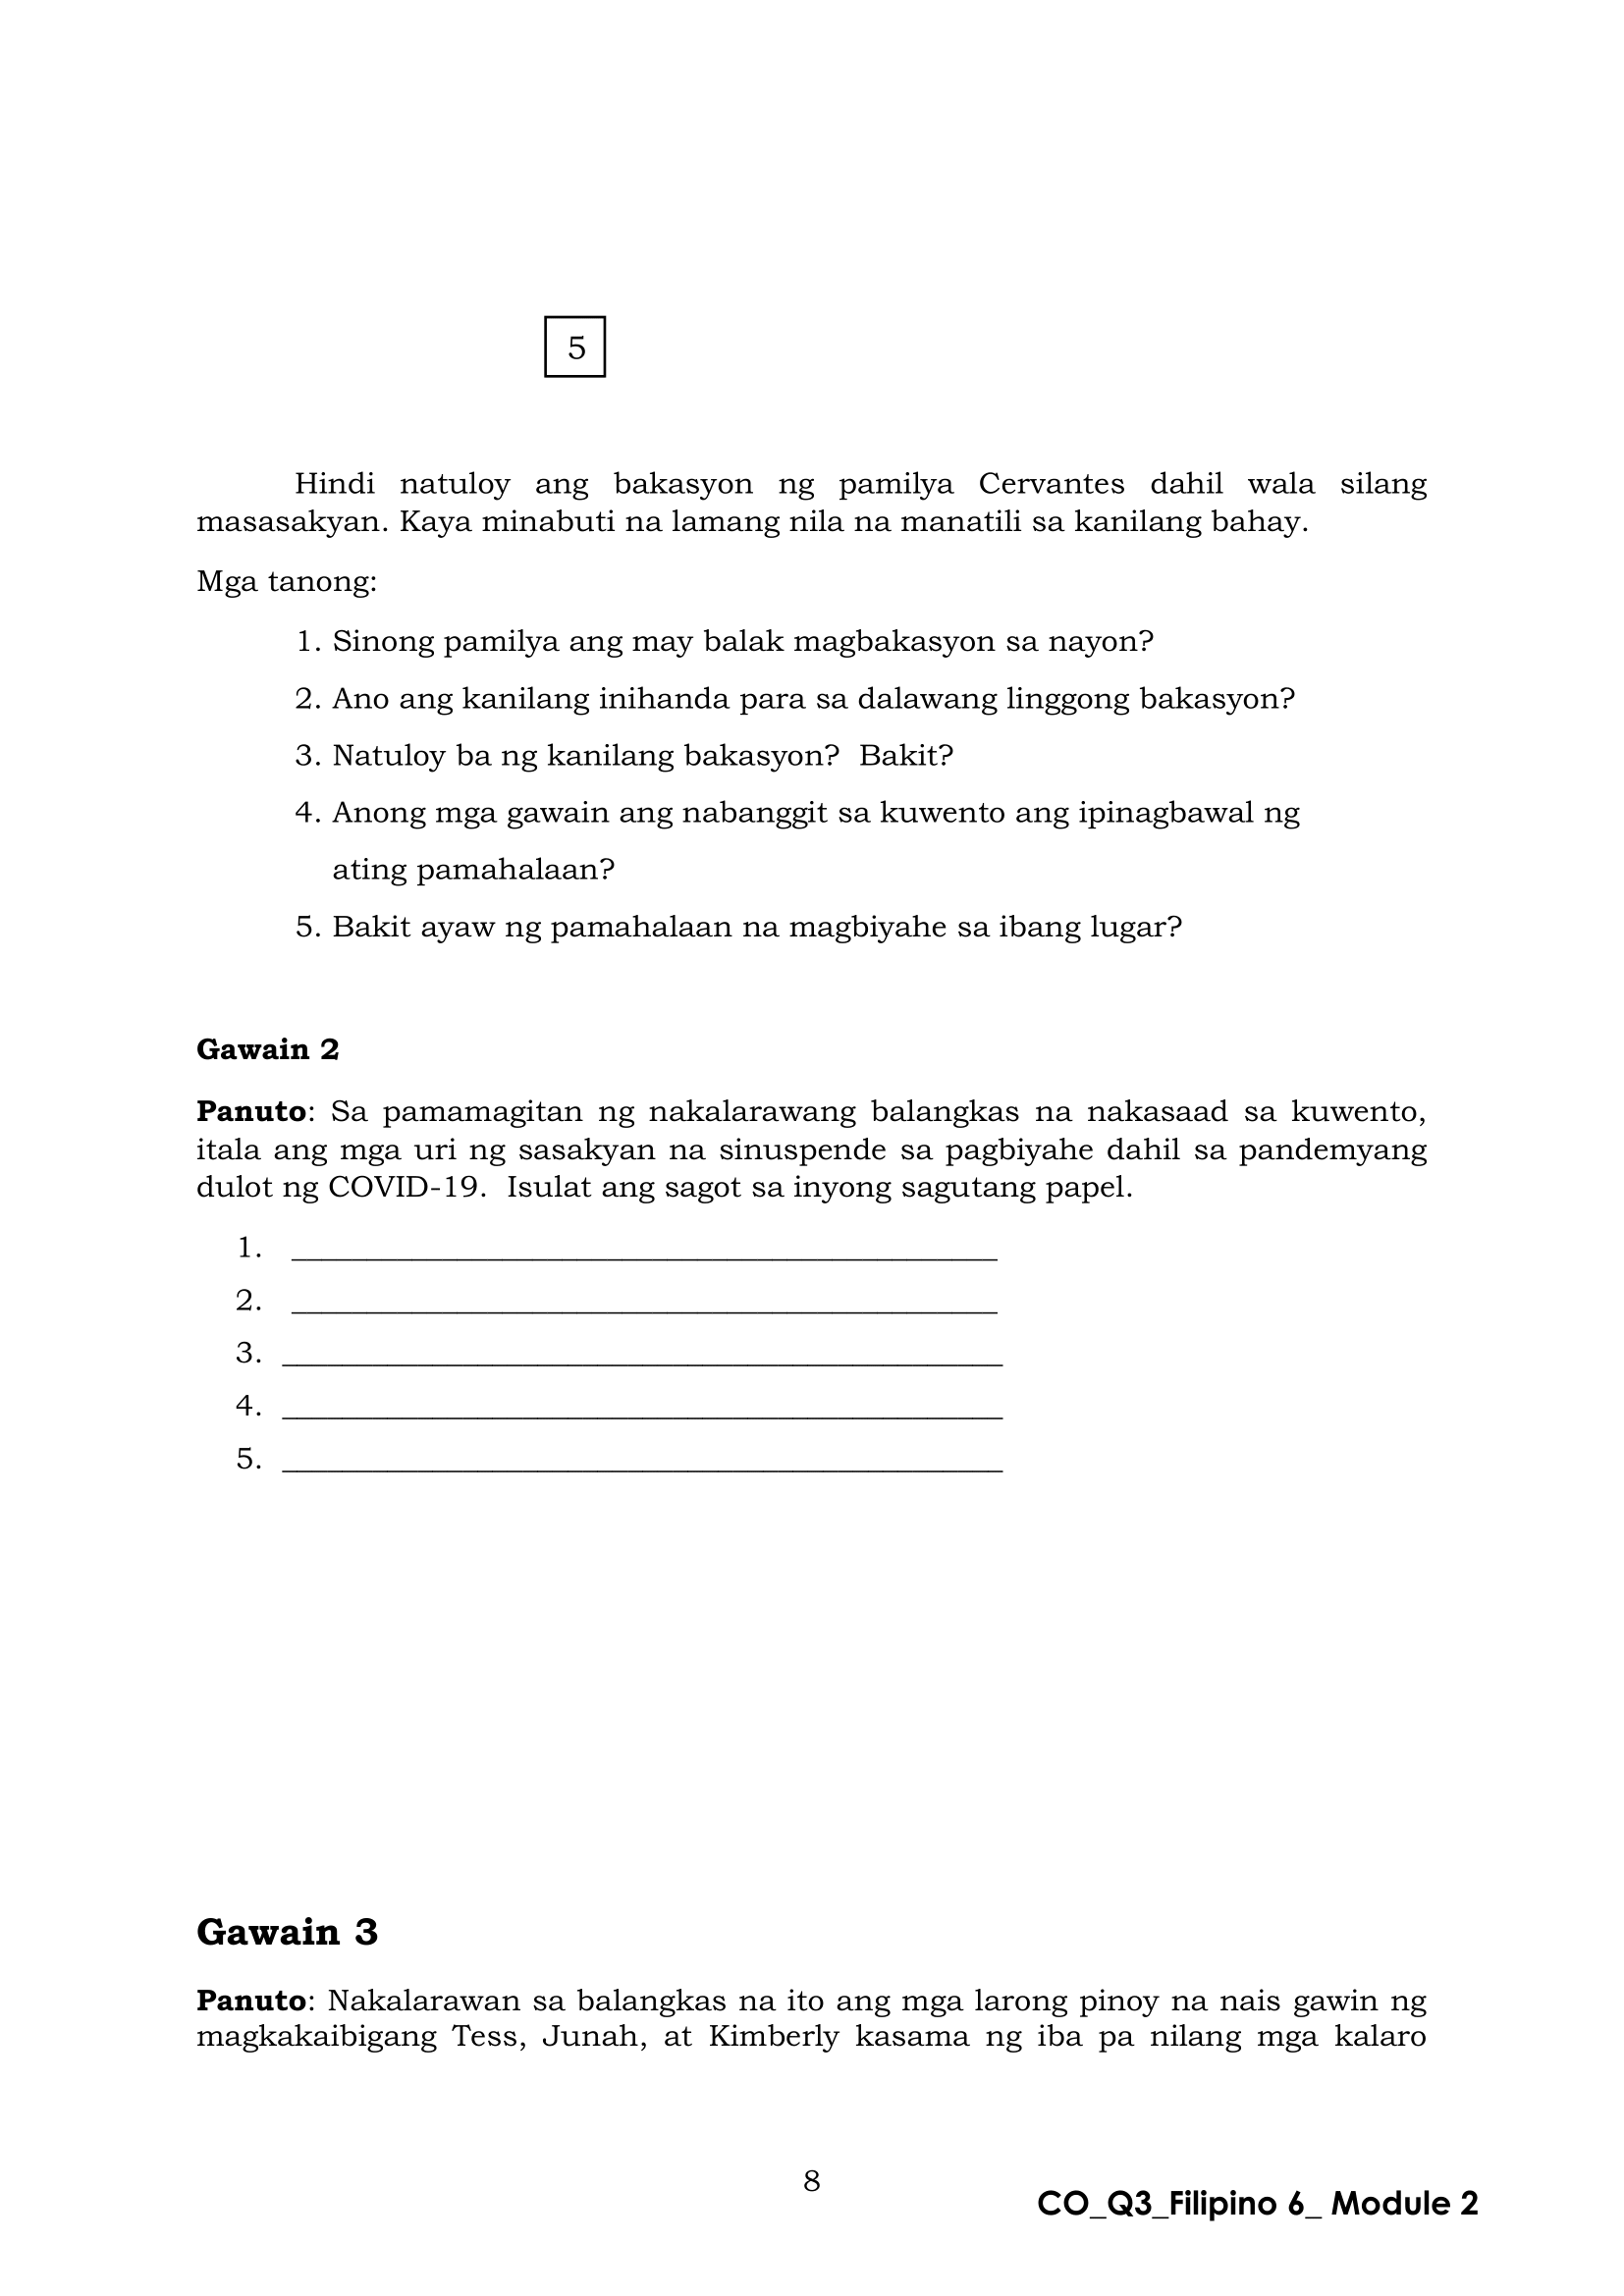 5
Hindi natuloy ang bakasyon ng pamilya Cervantes dahil wala silang
masasakyan. Kaya minabuti na lamang nila na manatili sa kanilang bahay.
Mga tanong:
1. Sinong pamilya ang may balak magbakasyon sa nayon?
2. Ano ang kanilang inihanda para sa dalawang linggong bakasyon?
3. Natuloy ba ng kanilang bakasyon?  Bakit?
4. Anong mga gawain ang nabanggit sa kuwento ang ipinagbawal ng
ating pamahalaan?
5. Bakit ayaw ng pamahalaan na magbiyahe sa ibang lugar?
Gawain 2
Panuto: Sa pamamagitan ng nakalarawang balangkas na nakasaad sa kuwento,
itala ang mga uri ng sasakyan na sinuspende sa pagbiyahe dahil sa pandemyang
dulot ng COVID-19.  Isulat ang sagot sa inyong sagutang papel.
1. _______________________________________________
2. _______________________________________________
3. ________________________________________________
4. ________________________________________________
5. ________________________________________________
Gawain 3
Panuto: Nakalarawan sa balangkas na ito ang mga larong pinoy na nais gawin ng
magkakaibigang Tess, Junah, at Kimberly kasama ng iba pa nilang mga kalaro
8
CO_Q3_Filipino 6_ Module 2